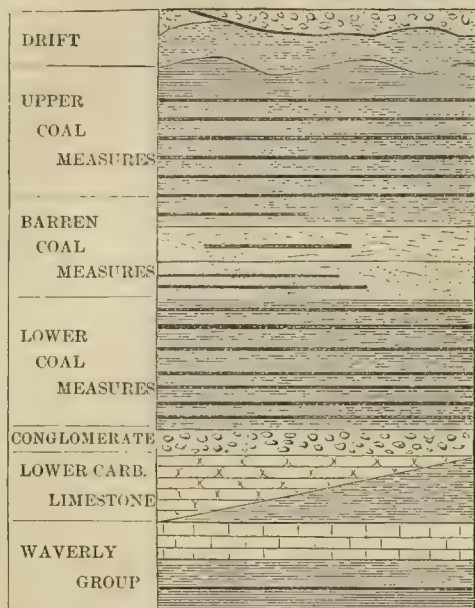 DRIFT
UPPER
COAL
MEASURES
BARREN
COAL
MEASURES
LOWER
COAL
MEASURES
CONGLOMERATE
LOWER CARB.
LIMESTONE
WAVERLY
GROUP